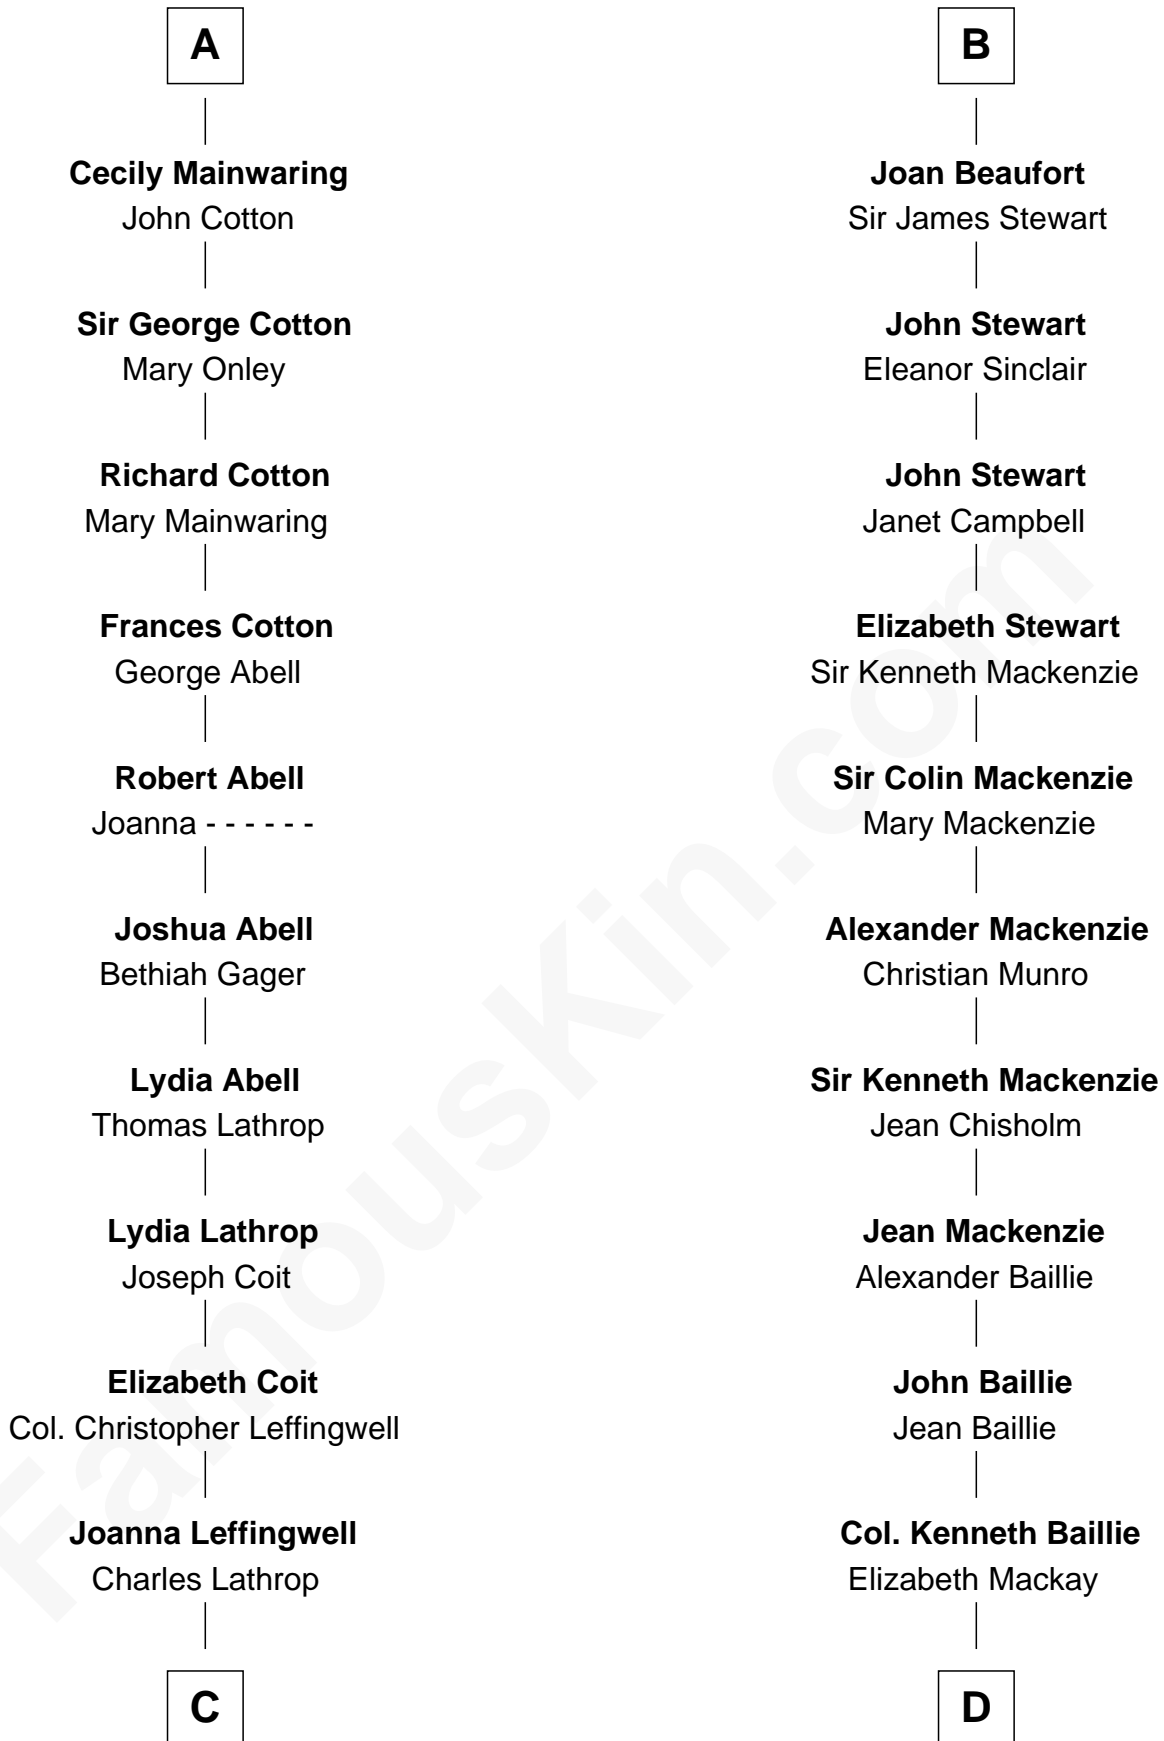 A
Cecily Mainwaring
John Cotton
Sir George Cotton
Mary Onley
Richard Cotton
Mary Mainwaring
Frances Cotton
George Abell
Robert Abell
Joanna - - - - - -
Joshua Abell
Bethiah Gager
Lydia Abell
Thomas Lathrop
Lydia Lathrop
Joseph Coit
Elizabeth Coit
Col. Christopher Leffingwell
Joanna Leffingwell
Charles Lathrop
C
B
Joan Beaufort
Sir James Stewart
John Stewart
Eleanor Sinclair
John Stewart
Janet Campbell
Elizabeth Stewart
Sir Kenneth Mackenzie
Sir Colin Mackenzie
Mary Mackenzie
Alexander Mackenzie
Christian Munro
Sir Kenneth Mackenzie
Jean Chisholm
Jean Mackenzie
Alexander Baillie
John Baillie
Jean Baillie
Col. Kenneth Baillie
Elizabeth Mackay
D
FamousKin.com